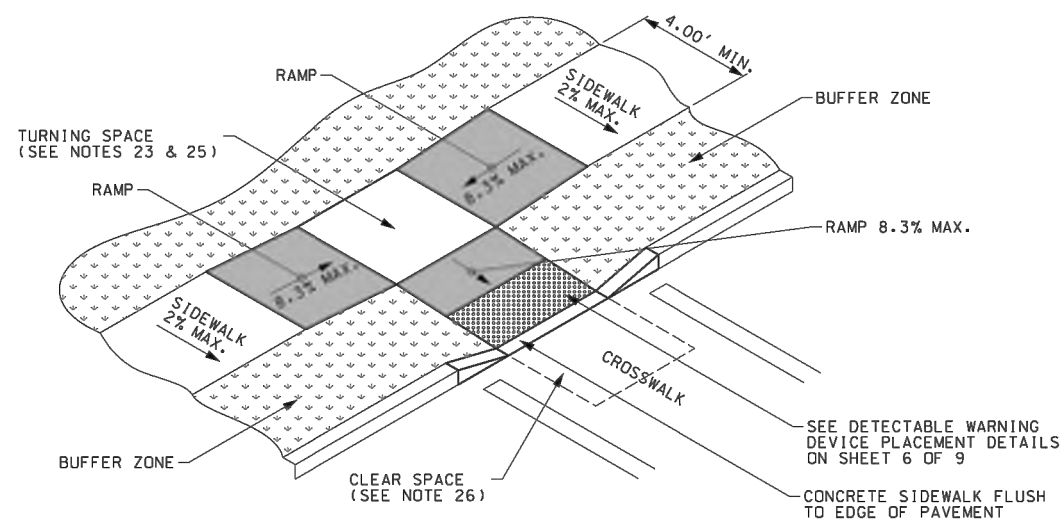 4.00' MIN.
RAMP
SIDEWALK
2% MAX.
BUFFER ZONE
TURNING SPACE
(SEE NOTES 23 & 25)
8.3% MAX.
RAMP
RAMP 8.3% MAX.
8.3% MAX.
SIDEWALK
2% MAX.
CROSSWALK
SEE DETECTABLE WARNING
DEVICE PLACEMENT DETAILS
ON SHEET 6 OF 9
BUFFER ZONE
CLEAR SPACE
(SEE NOTE 26)
CONCRETE SIDEWALK FLUSH
TO EDGE OF PAVEMENT